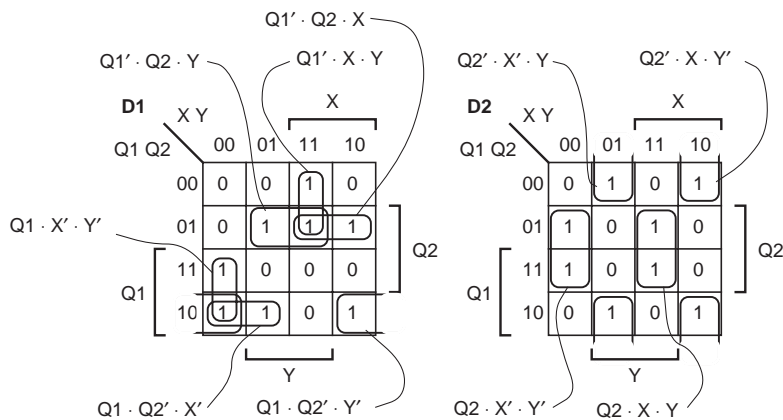 Q1′ · Q2 · X
Q1′ · Q2 · Y
Q1′ · X · Y
D1
X Y
X
Q1 Q2
00 01 11 10
00 0 0 1 0
01 0 1 1 1
11 1 0 0 0
10 1 1 0 1
Q2
Q1 · X′ · Y′
Q1
Y
Q1 · Q2′ · X′
Q1 · Q2′ · Y′
Q2′ · X′ · Y
Q2′ · X · Y′
D2
X Y
X
Q1 Q2
00 01 11 10
00 0 1 0 1
01 1 0 1 0
11 1 0 1 0
10 0 1 0 1
Q2
Q1
Y
Q2 · X′ · Y′
Q2 · X · Y